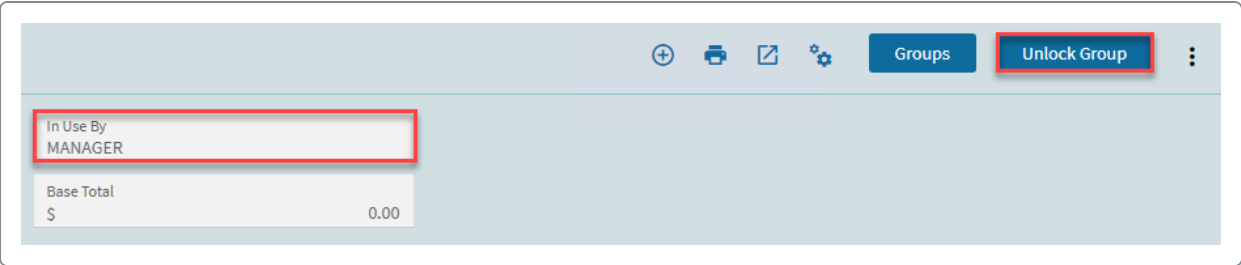 Groups
Unlock Group
In Use By
MANAGER
Base Total
$ 0.00